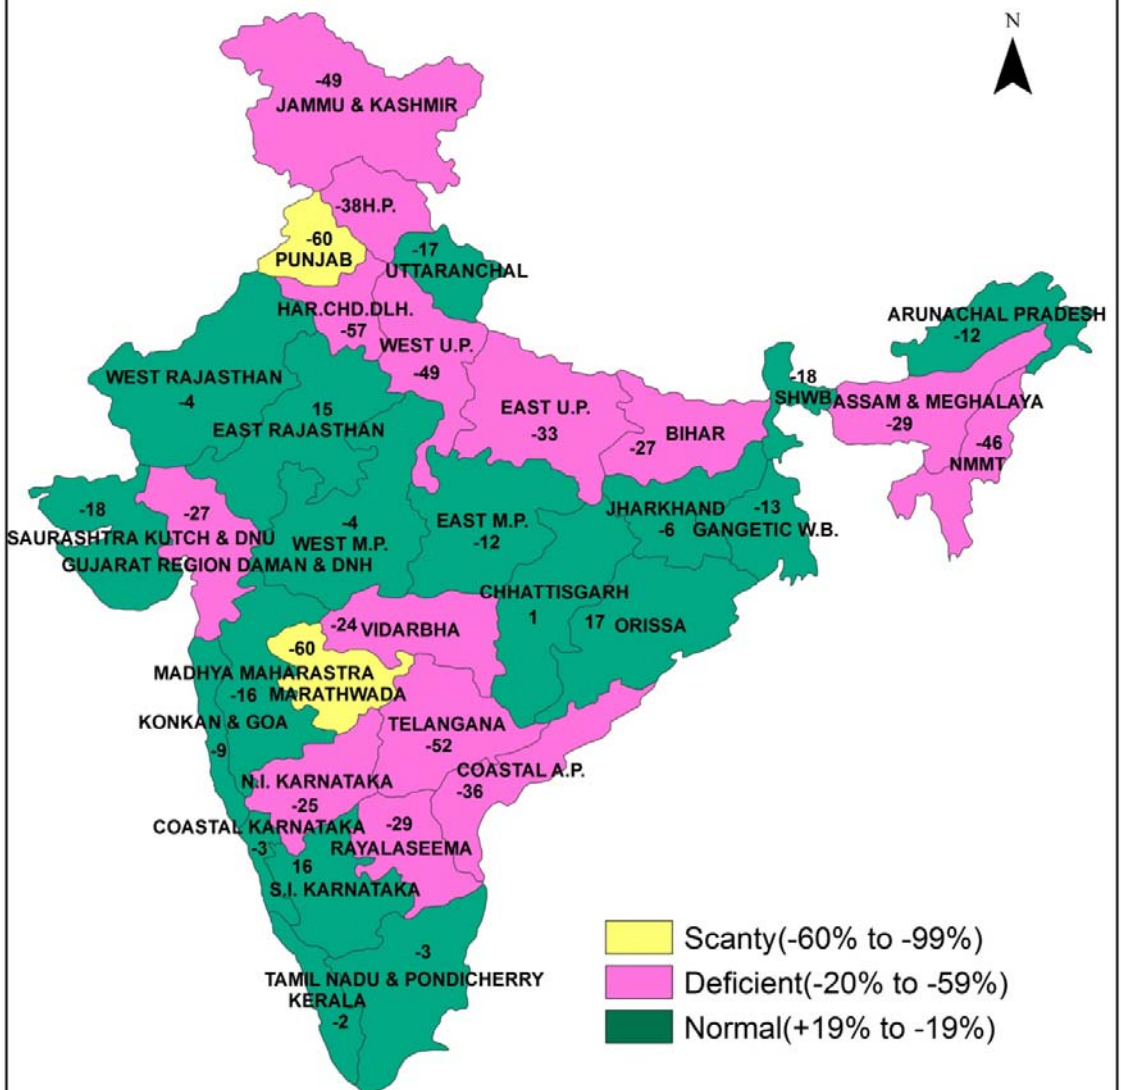 N
-49
JAMMU & KASHMIR
-38H.P.
-60
PUNJAB
-17
UTTARANCHAL
HAR.CHD.DLH.
-57
WEST U.P.
-49
ARUNACHAL PRADESH
-12
WEST RAJASTHAN
-4
15
EAST RAJASTHAN
EAST U.P.
-33
BIHAR
-27
-18
SHWB
ASSAM & MEGHALAYA
-29
-46
NMMT
-18
SAURASHTRA KUTCH & DNU
-27
GUJARAT REGION DAMAN & DNH
-4
WEST M.P.
EAST M.P.
-12
JHARKHAND
-6
-13
GANGETIC W.B.
CHHATTISGARH
1
17 ORISSA
-24 VIDARBHA
-60
MADHYA MAHARASTRA
-16
MARATHWADA
KONKAN & GOA
-9
TELANGANA
-52
COASTAL A.P.
-36
N.I. KARNATAKA
-25
COASTAL KARNATAKA
-3
-29
RAYALASEEMA
16
S.I. KARNATAKA
-3
TAMIL NADU & PONDICHERRY
KERALA
-2
Scanty(-60% to -99%)
Deficient(-20% to -59%)
Normal(+19% to -19%)